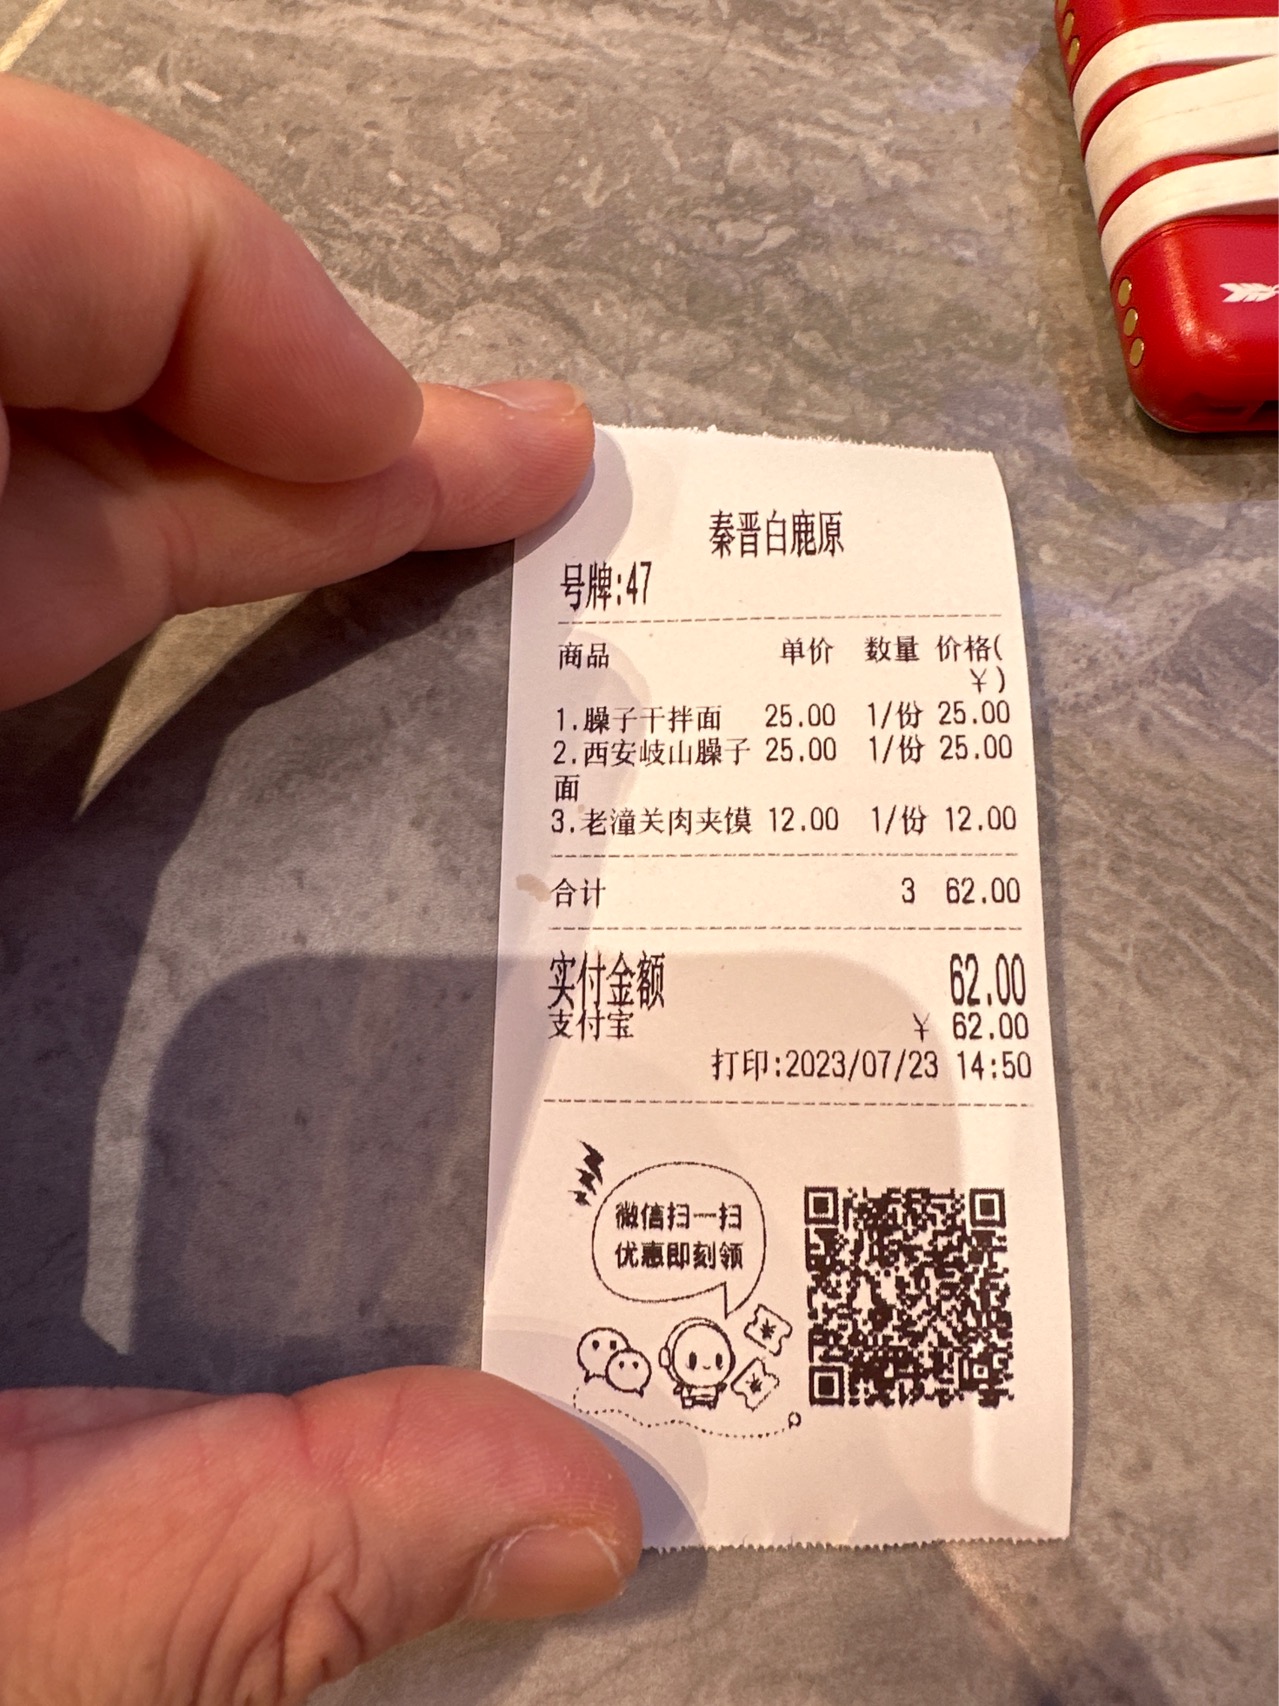 秦晋白鹿原
号牌:47
商品 单价 数量 价格(
¥)
1.臊子干拌面 25.00 1/份 25.00
2.西安岐山臊子 25.00 1/份 25.00
面
3.老潼关肉夹馍 12.00 1/份 12.00
合计 3 62.00
实付金额 62.00
支付宝 ¥ 62.00
打印:2023/07/23 14:50
微信扫一扫
优惠即刻领